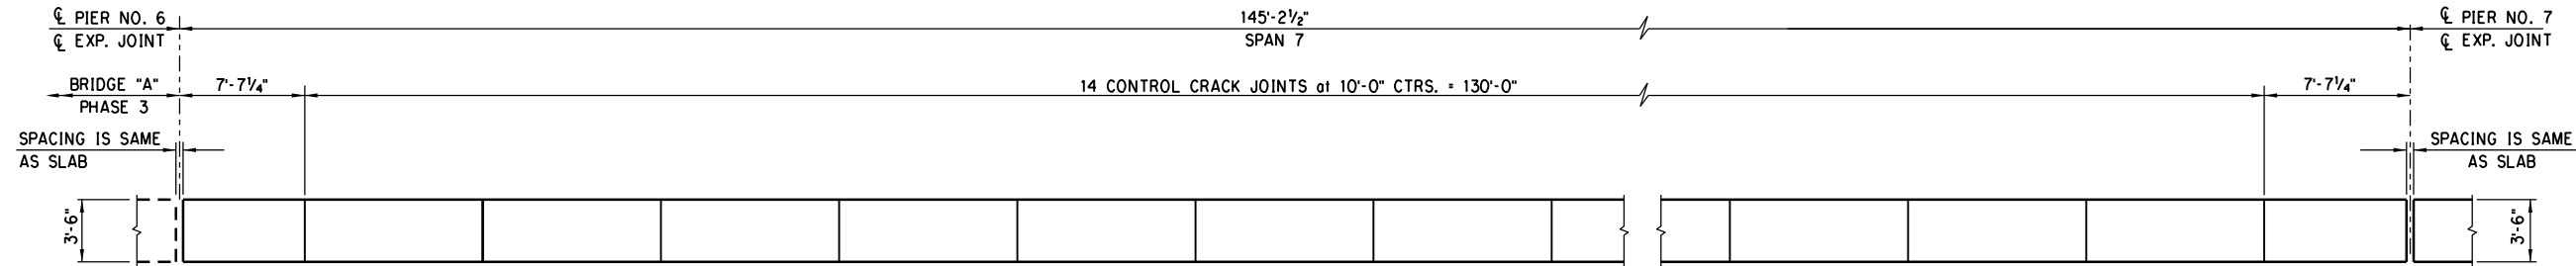 ℄ PIER NO. 6
℄ EXP. JOINT
145'-2½"
SPAN 7
℄ PIER NO. 7
℄ EXP. JOINT
BRIDGE "A"
PHASE 3
7'-7¼"
14 CONTROL CRACK JOINTS at 10'-0" CTRS. = 130'-0"
7'-7¼"
SPACING IS SAME
AS SLAB
SPACING IS SAME
AS SLAB
3'-6"
3'-6"